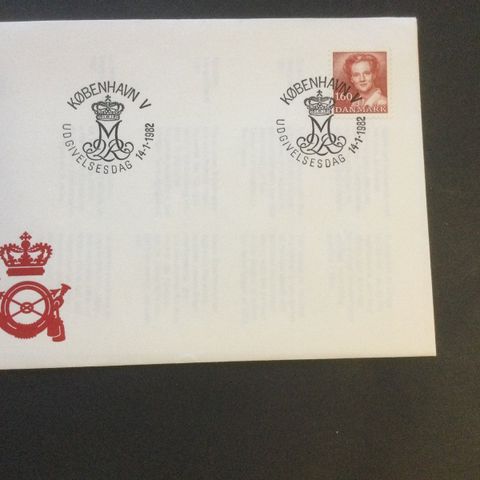 KØBENHAVN V
UDGIVELSESDAG 14-1-1982
KØBENHAVN V
UDGIVELSESDAG 14-1-1982
160
DANMARK